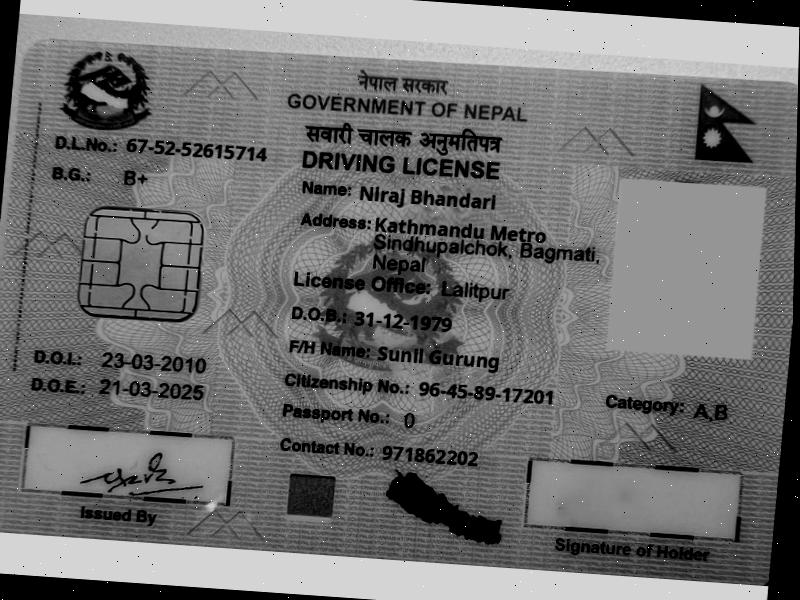 नेपाल सरकार
GOVERNMENT OF NEPAL
सवारी चालक अनुमतिपत्र
DRIVING LICENSE
D.L.No.: 67-52-52615714
B.G.: B+
Name: Niraj Bhandari
Address: Kathmandu Metro
Sindhupalchok, Bagmati,
Nepal
License Office: Lalitpur
D.O.B.: 31-12-1979
F/H Name: Sunil Gurung
D.O.I.: 23-03-2010
D.O.E.: 21-03-2025
Citizenship No.: 96-45-89-17201
Passport No.: 0
Contact No.: 971862202
Category: A,B
Issued By
Signature of Holder